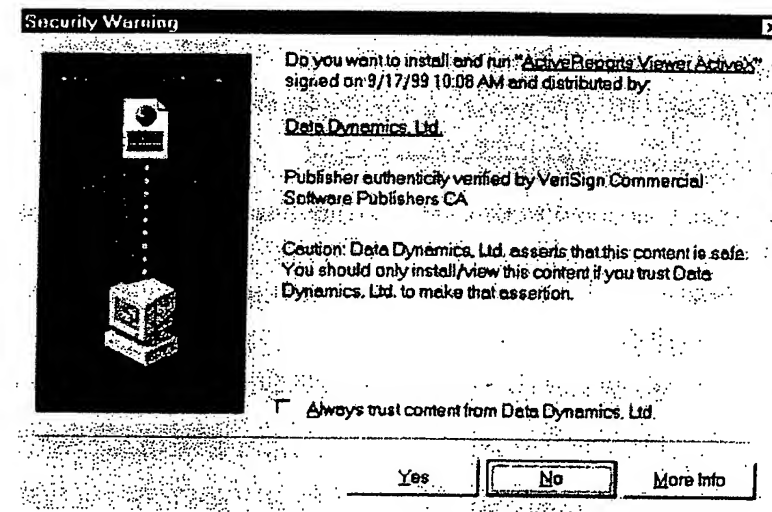 Security Warning
Do you want to install and run "ActiveReports Viewer ActiveX"
signed on 9/17/99 10:08 AM and distributed by:
Data Dynamics, Ltd.
Publisher authenticity verified by VeriSign Commercial
Software Publishers CA
Caution: Data Dynamics, Ltd. asserts that this content is safe.
You should only install/view this content if you trust Data
Dynamics, Ltd. to make that assertion.
Always trust content from Data Dynamics, Ltd.
Yes No More Info